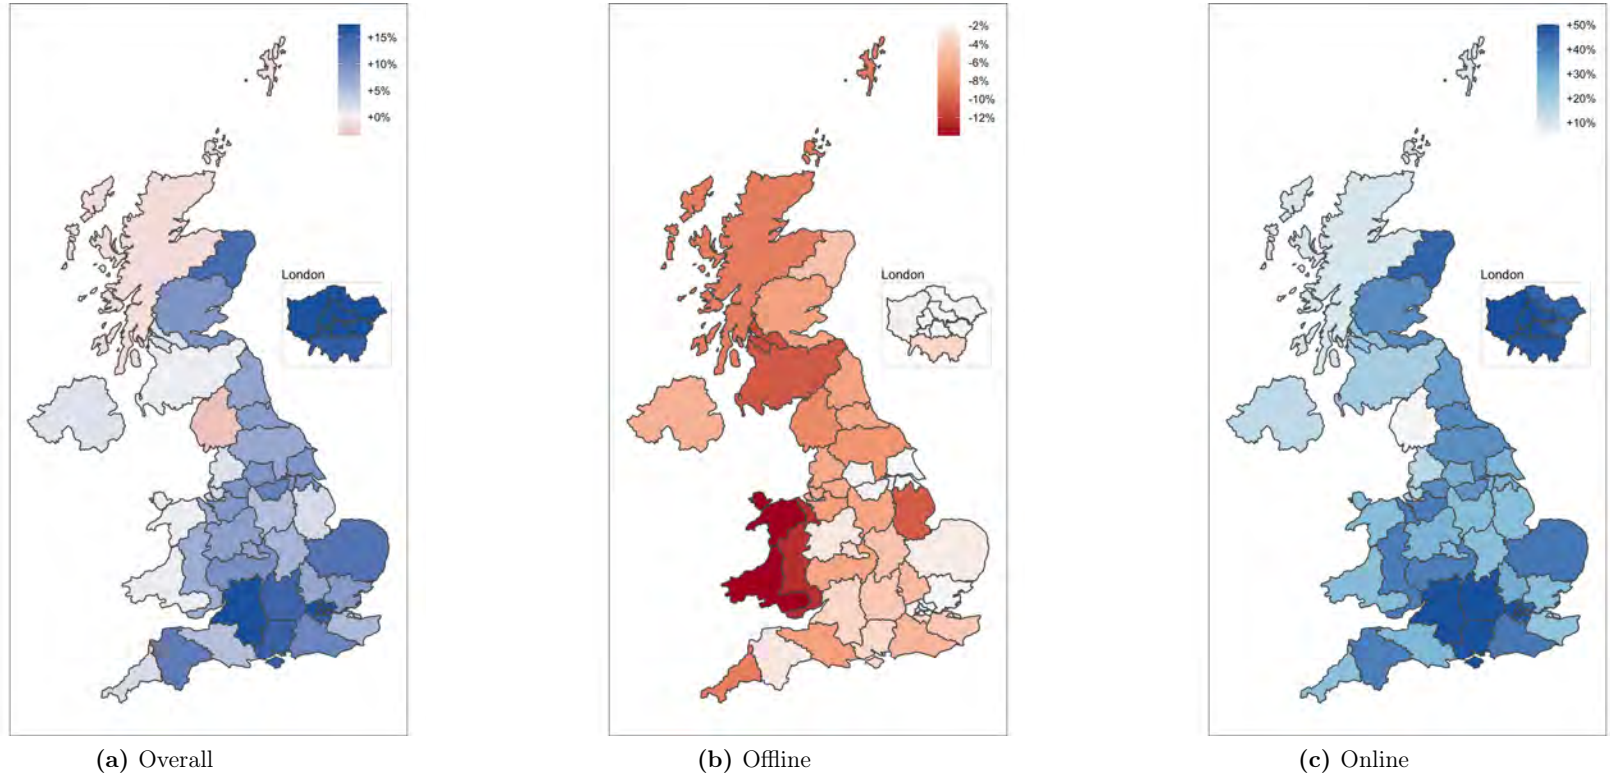 +15%
+10%
+5%
+0%
London
(a) Overall
-2%
-4%
-6%
-8%
-10%
-12%
London
(b) Offline
+50%
+40%
+30%
+20%
+10%
London
(c) Online